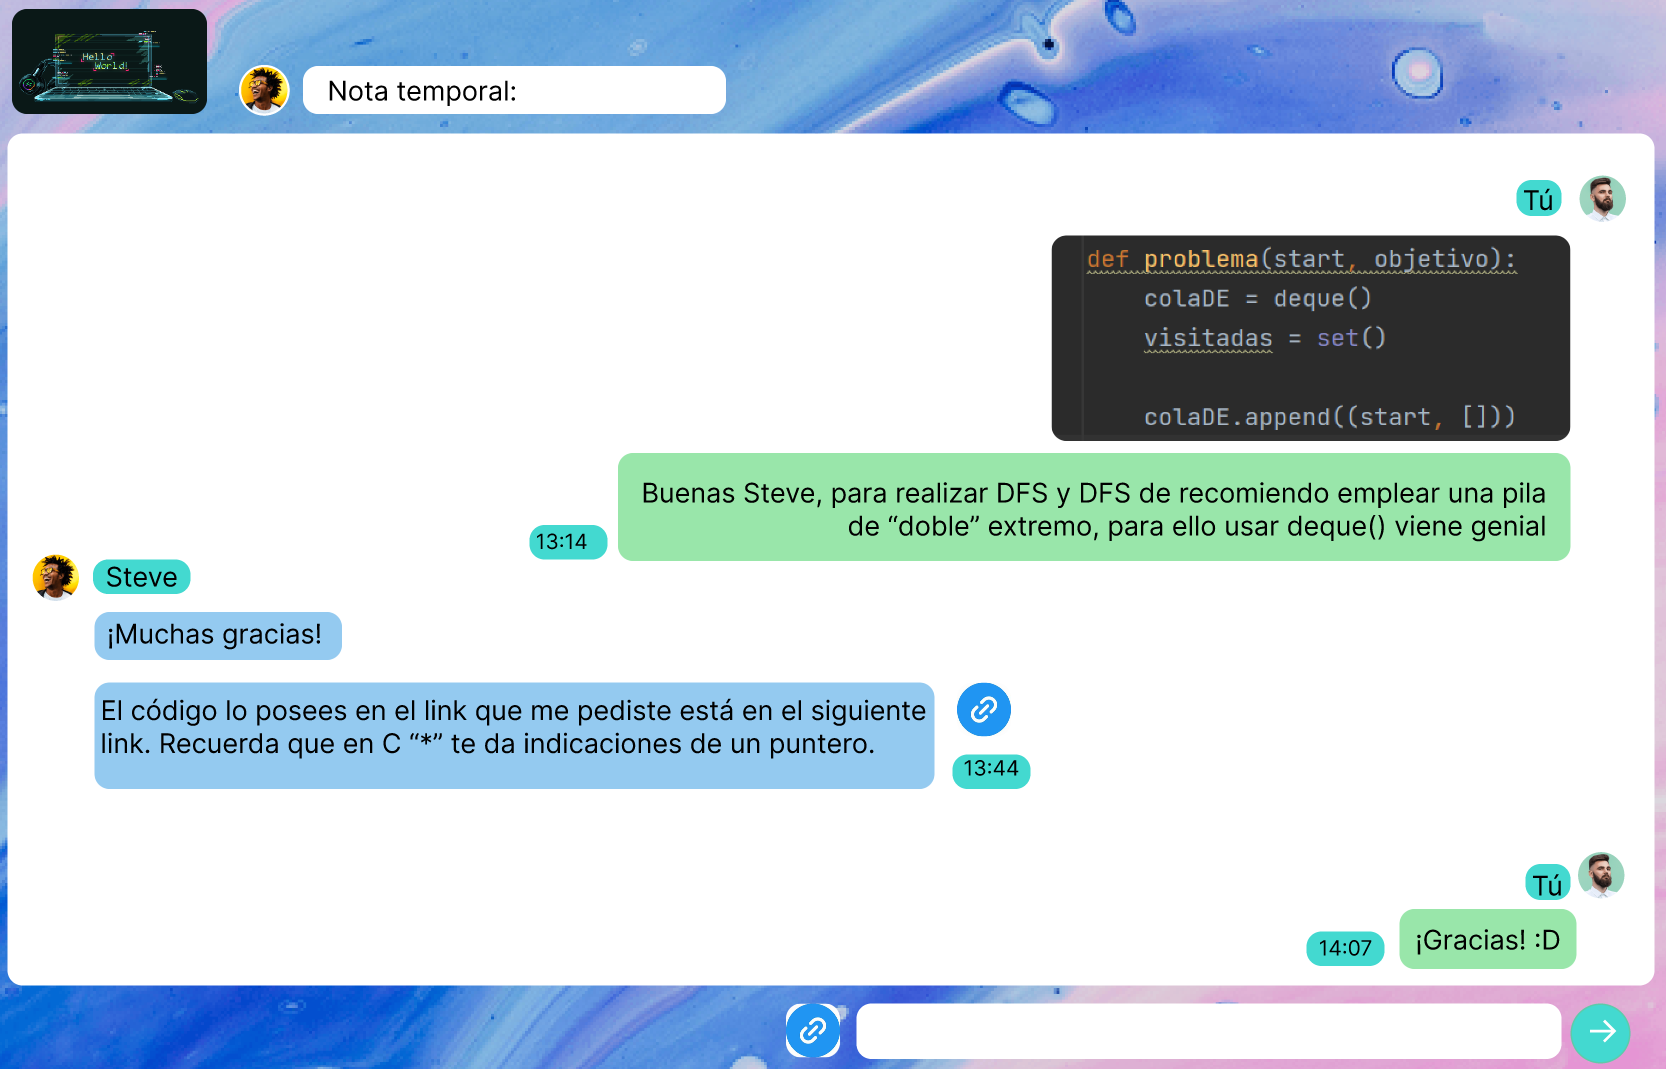 Hello
World!
Nota temporal:
Tú
def problema(start, objetivo):
colaDE = deque()
visitadas = set()
colaDE.append((start, []))
Buenas Steve, para realizar DFS y DFS de recomiendo emplear una pila
de “doble” extremo, para ello usar deque() viene genial
13:14
Steve
¡Muchas gracias!
El código lo posees en el link que me pediste está en el siguiente
link. Recuerda que en C “*” te da indicaciones de un puntero.
13:44
Tú
¡Gracias! :D
14:07